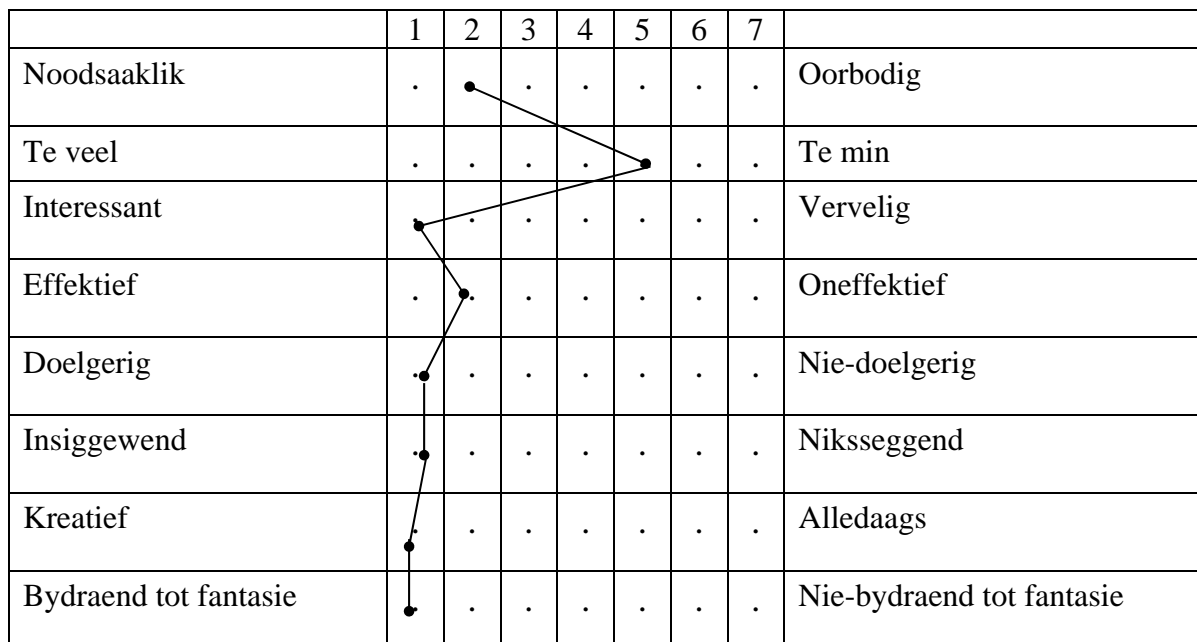 1 2 3 4 5 6 7
Noodsaaklik . . . . . . Oorbodig
Te veel . . . . . . . Te min
Interessant . . . . . . . Vervelig
Effektief . . . . . . . Oneffektief
Doelgerig . . . . . . . Nie-doelgerig
Insiggewend . . . . . . . Niksseggend
Kreatief . . . . . . . Alledaags
Bydraend tot fantasie . . . . . . . Nie-bydraend tot fantasie